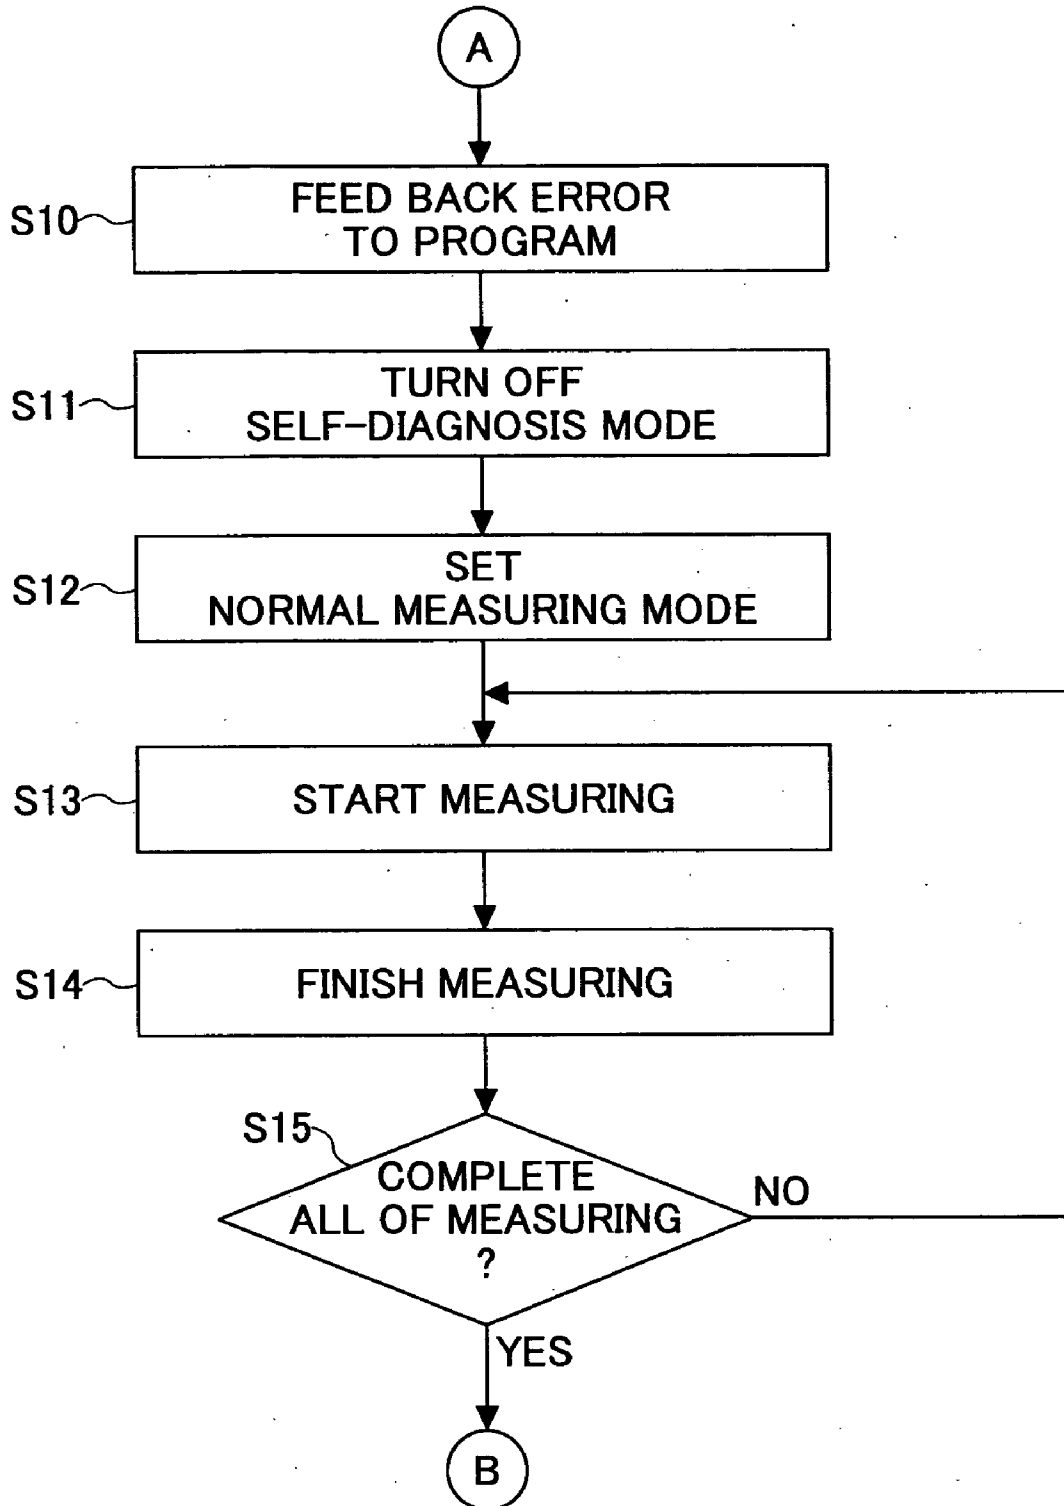 A
S10
FEED BACK ERROR
TO PROGRAM
S11
TURN OFF
SELF-DIAGNOSIS MODE
S12
SET
NORMAL MEASURING MODE
S13
START MEASURING
S14
FINISH MEASURING
S15
COMPLETE
ALL OF MEASURING
?
NO
YES
B